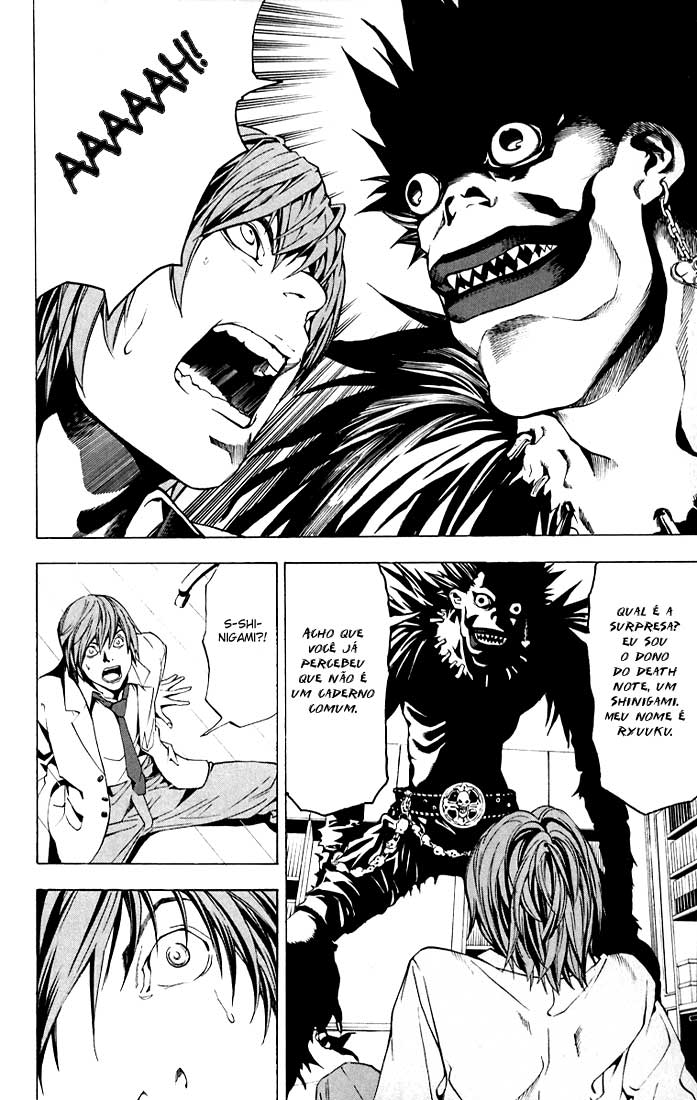 AAAAAAH!
QUAL É A
SURPRESA?
EU SOU
O DONO
DO DEATH
NOTE, UM
SHINIGAMI.
MEU NOME É
RYUUKU.
ACHO QUE
VOCÊ JÁ
PERCEBEU
QUE NÃO É
UM CADERNO
COMUM.
S-SHI-
NIGAMI?!